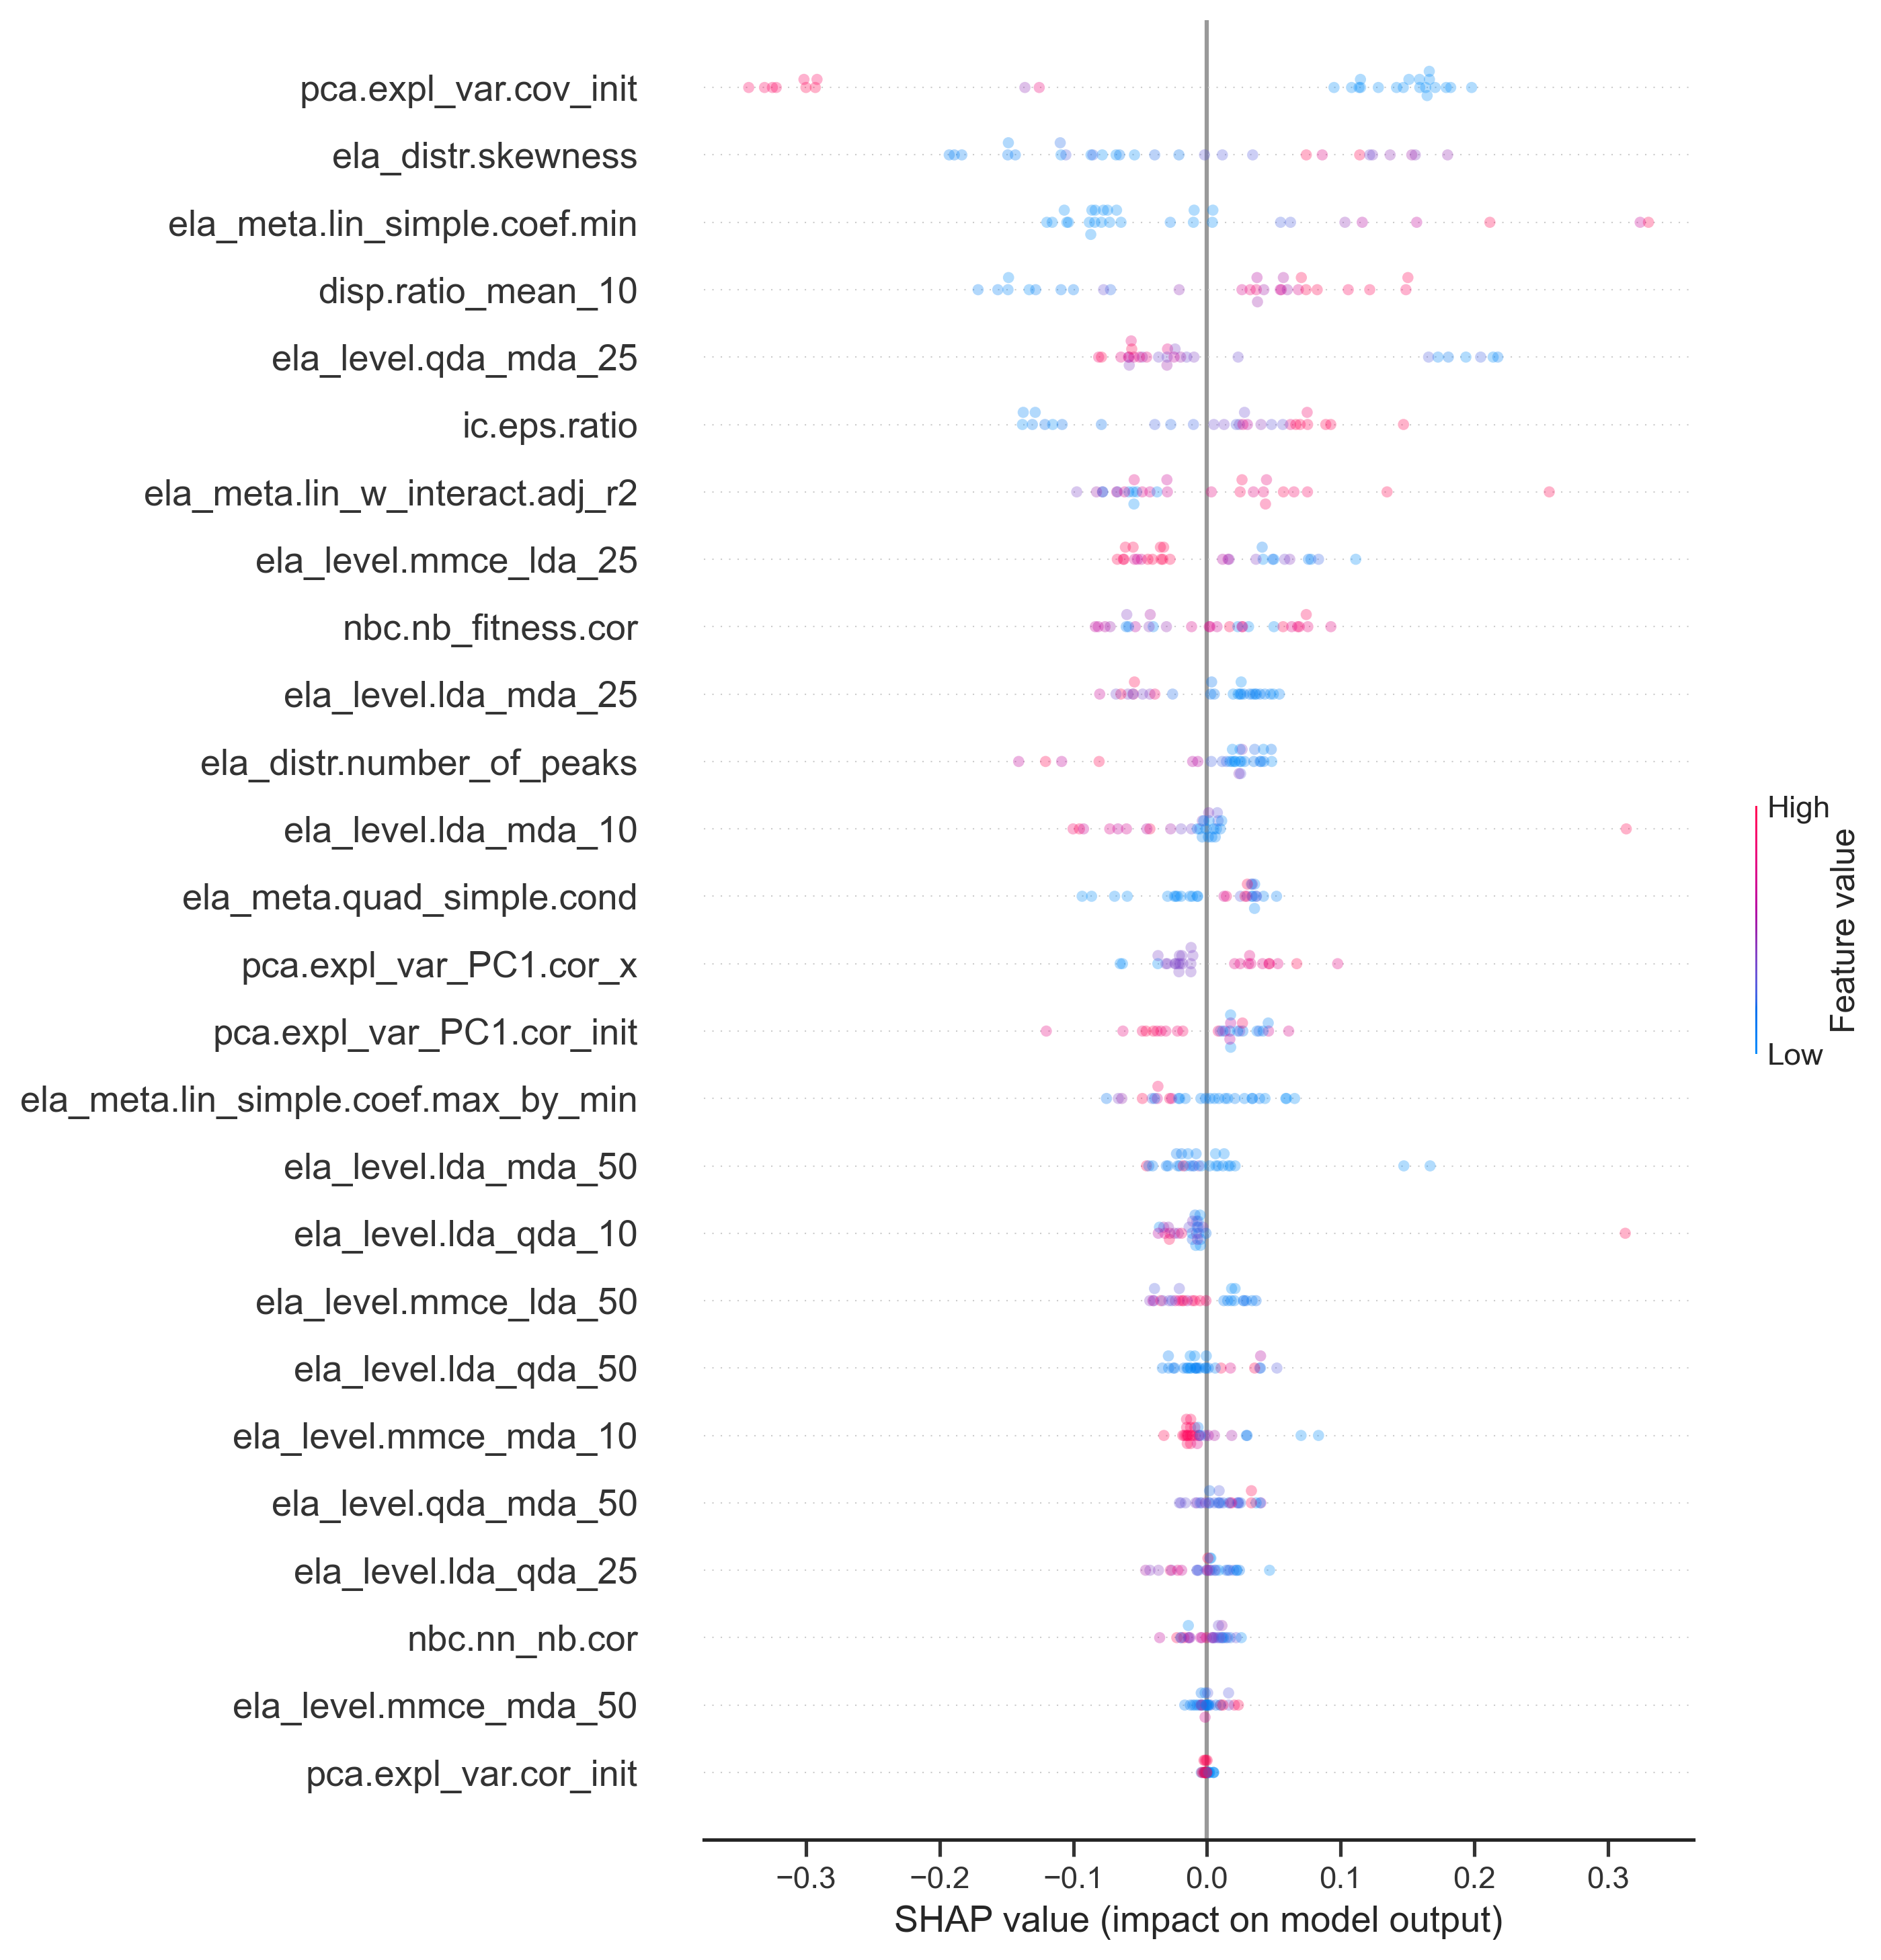 pca.expl_var.cov_init
ela_distr.skewness
ela_meta.lin_simple.coef.min
disp.ratio_mean_10
ela_level.qda_mda_25
ic.eps.ratio
ela_meta.lin_w_interact.adj_r2
ela_level.mmce_lda_25
nbc.nb_fitness.cor
ela_level.lda_mda_25
ela_distr.number_of_peaks
ela_level.lda_mda_10
ela_meta.quad_simple.cond
pca.expl_var_PC1.cor_x
pca.expl_var_PC1.cor_init
ela_meta.lin_simple.coef.max_by_min
ela_level.lda_mda_50
ela_level.lda_qda_10
ela_level.mmce_lda_50
ela_level.lda_qda_50
ela_level.mmce_mda_10
ela_level.qda_mda_50
ela_level.lda_qda_25
nbc.nn_nb.cor
ela_level.mmce_mda_50
pca.expl_var.cor_init
−0.3 −0.2 −0.1 0.0 0.1 0.2 0.3
SHAP value (impact on model output)
High
Feature value
Low